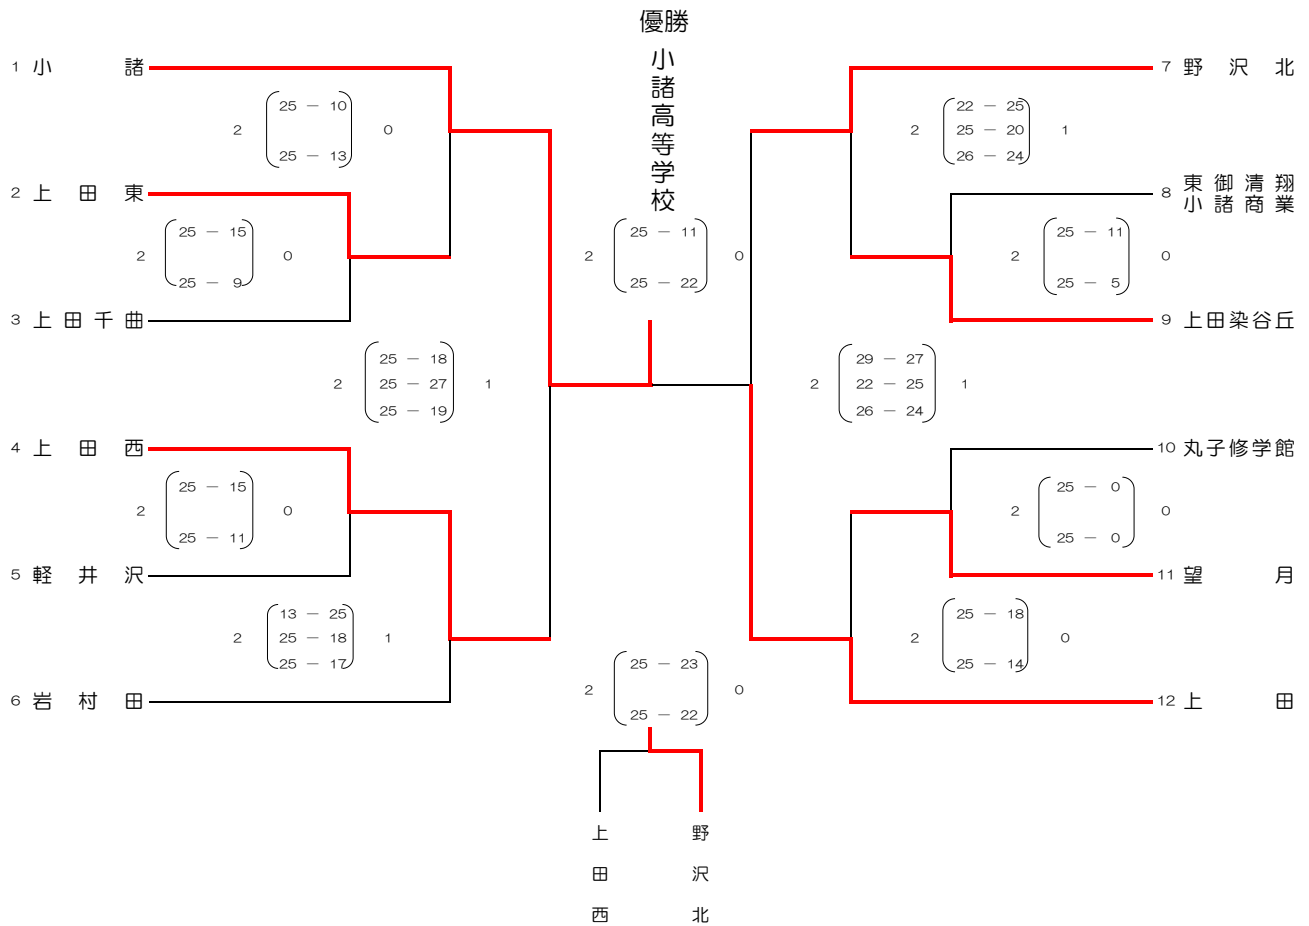 優勝
小諸高等学校
1 小諸
25 － 10
2 0
25 － 13
2 上田東
25 － 15
2 0
25 － 9
3 上田千曲
25 － 18
2 25 － 27 1
25 － 19
4 上田西
25 － 15
2 0
25 － 11
5 軽井沢
13 － 25
2 25 － 18 1
25 － 17
6 岩村田
25 － 11
2 0
25 － 22
7 野沢北
22 － 25
2 25 － 20 1
26 － 24
8 東御清翔
小諸商業
25 － 11
2 0
25 － 5
9 上田染谷丘
29 － 27
2 22 － 25 1
26 － 24
10 丸子修学館
25 － 0
2 0
25 － 0
11 望月
25 － 18
2 0
25 － 14
12 上田
25 － 23
2 0
25 － 22
上田西
野沢北